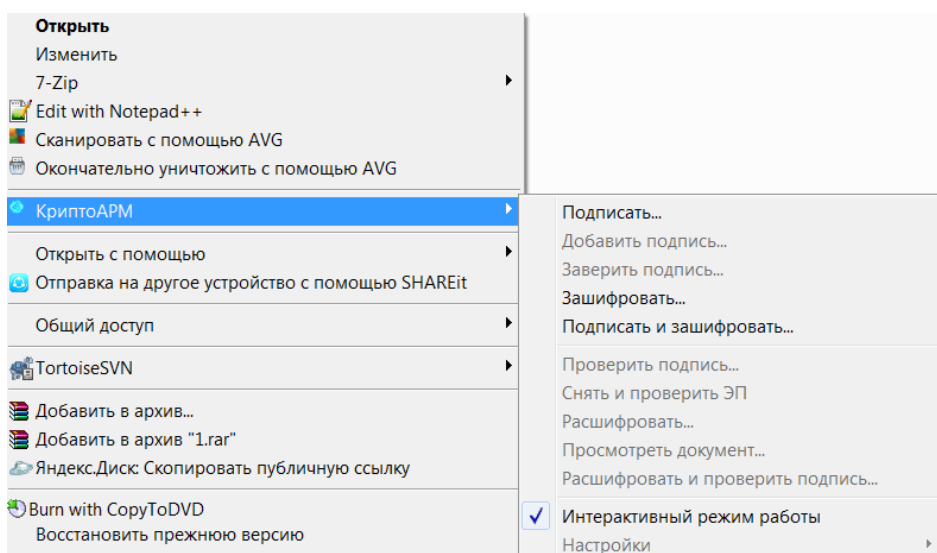 Открыть
Изменить
7-Zip
Edit with Notepad++
Сканировать с помощью AVG
Окончательно уничтожить с помощью AVG
КриптоАРМ
Открыть с помощью
Отправка на другое устройство с помощью SHAREit
Общий доступ
TortoiseSVN
Добавить в архив...
Добавить в архив "1.rar"
Яндекс.Диск: Скопировать публичную ссылку
Burn with CopyToDVD
Восстановить прежнюю версию
Подписать...
Добавить подпись...
Заверить подпись...
Зашифровать...
Подписать и зашифровать...
Проверить подпись...
Снять и проверить ЭП
Расшифровать...
Просмотреть документ...
Расшифровать и проверить подпись...
Интерактивный режим работы
Настройки